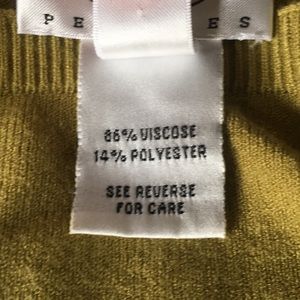 86% VISCOSE
14% POLYESTER
SEE REVERSE
FOR CARE